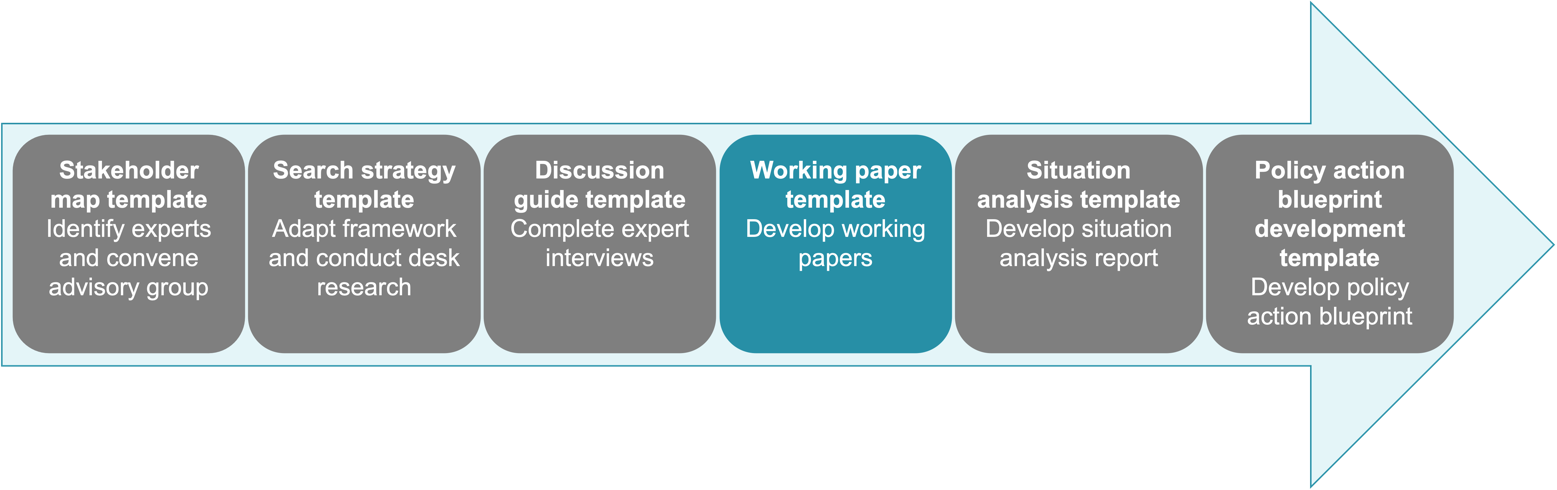 Stakeholder
map template
Identify experts
and convene
advisory group
Search strategy
template
Adapt framework
and conduct desk
research
Discussion
guide template
Complete expert
interviews
Working paper
template
Develop working
papers
Situation
analysis template
Develop situation
analysis report
Policy action
blueprint
development
template
Develop policy
action blueprint